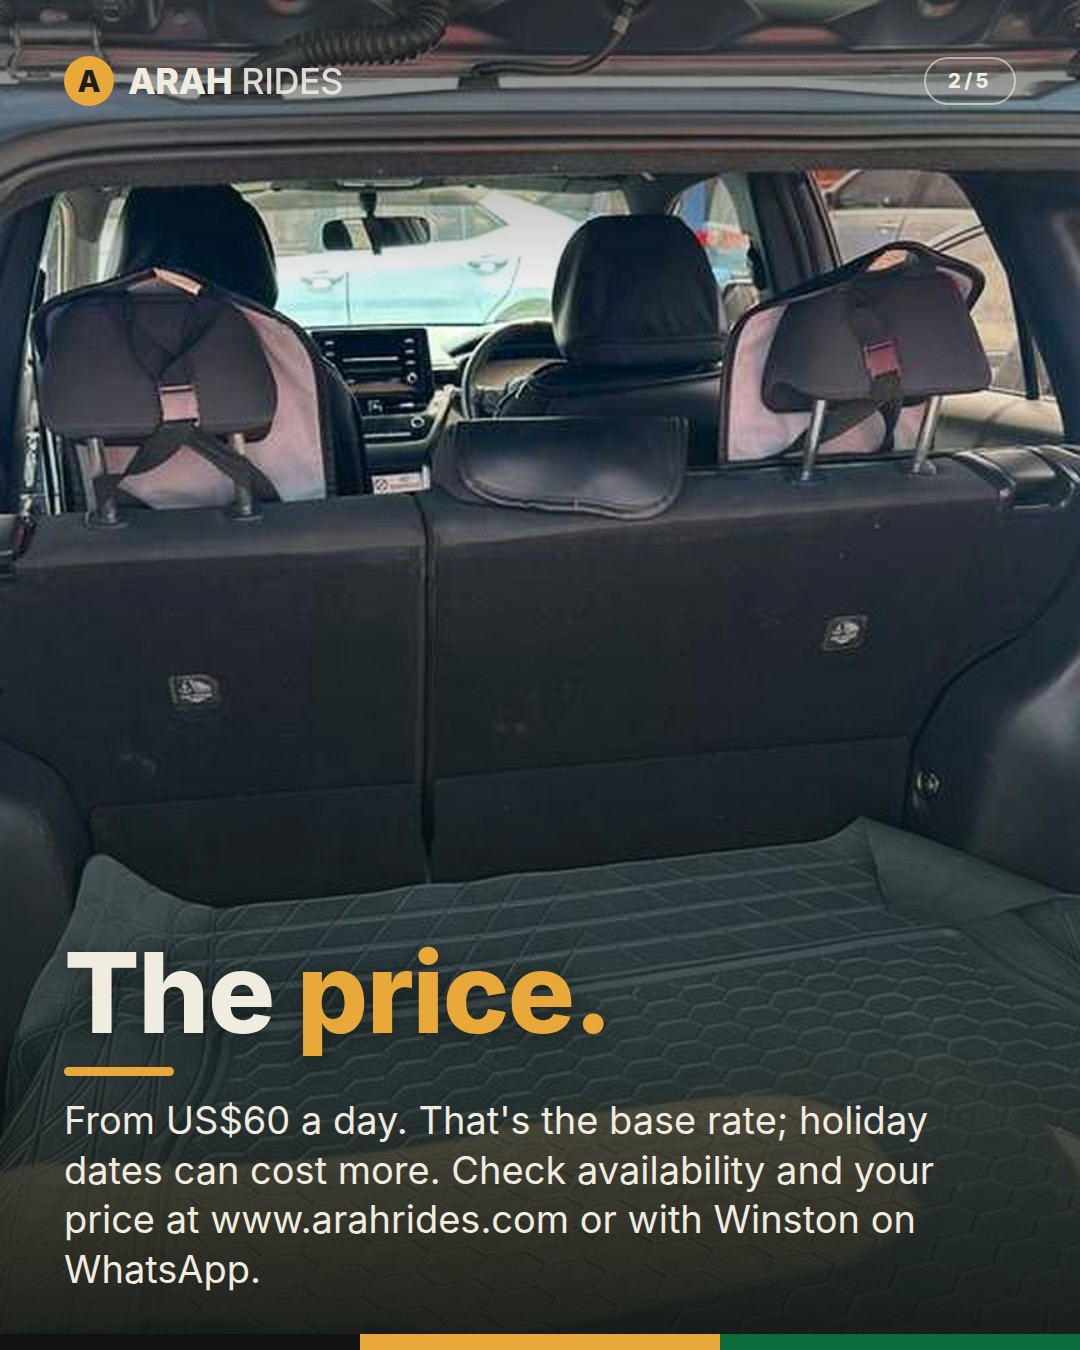 A ARAH RIDES
2/5
The price.
From US$60 a day. That's the base rate; holiday
dates can cost more. Check availability and your
price at www.arahrides.com or with Winston on
WhatsApp.